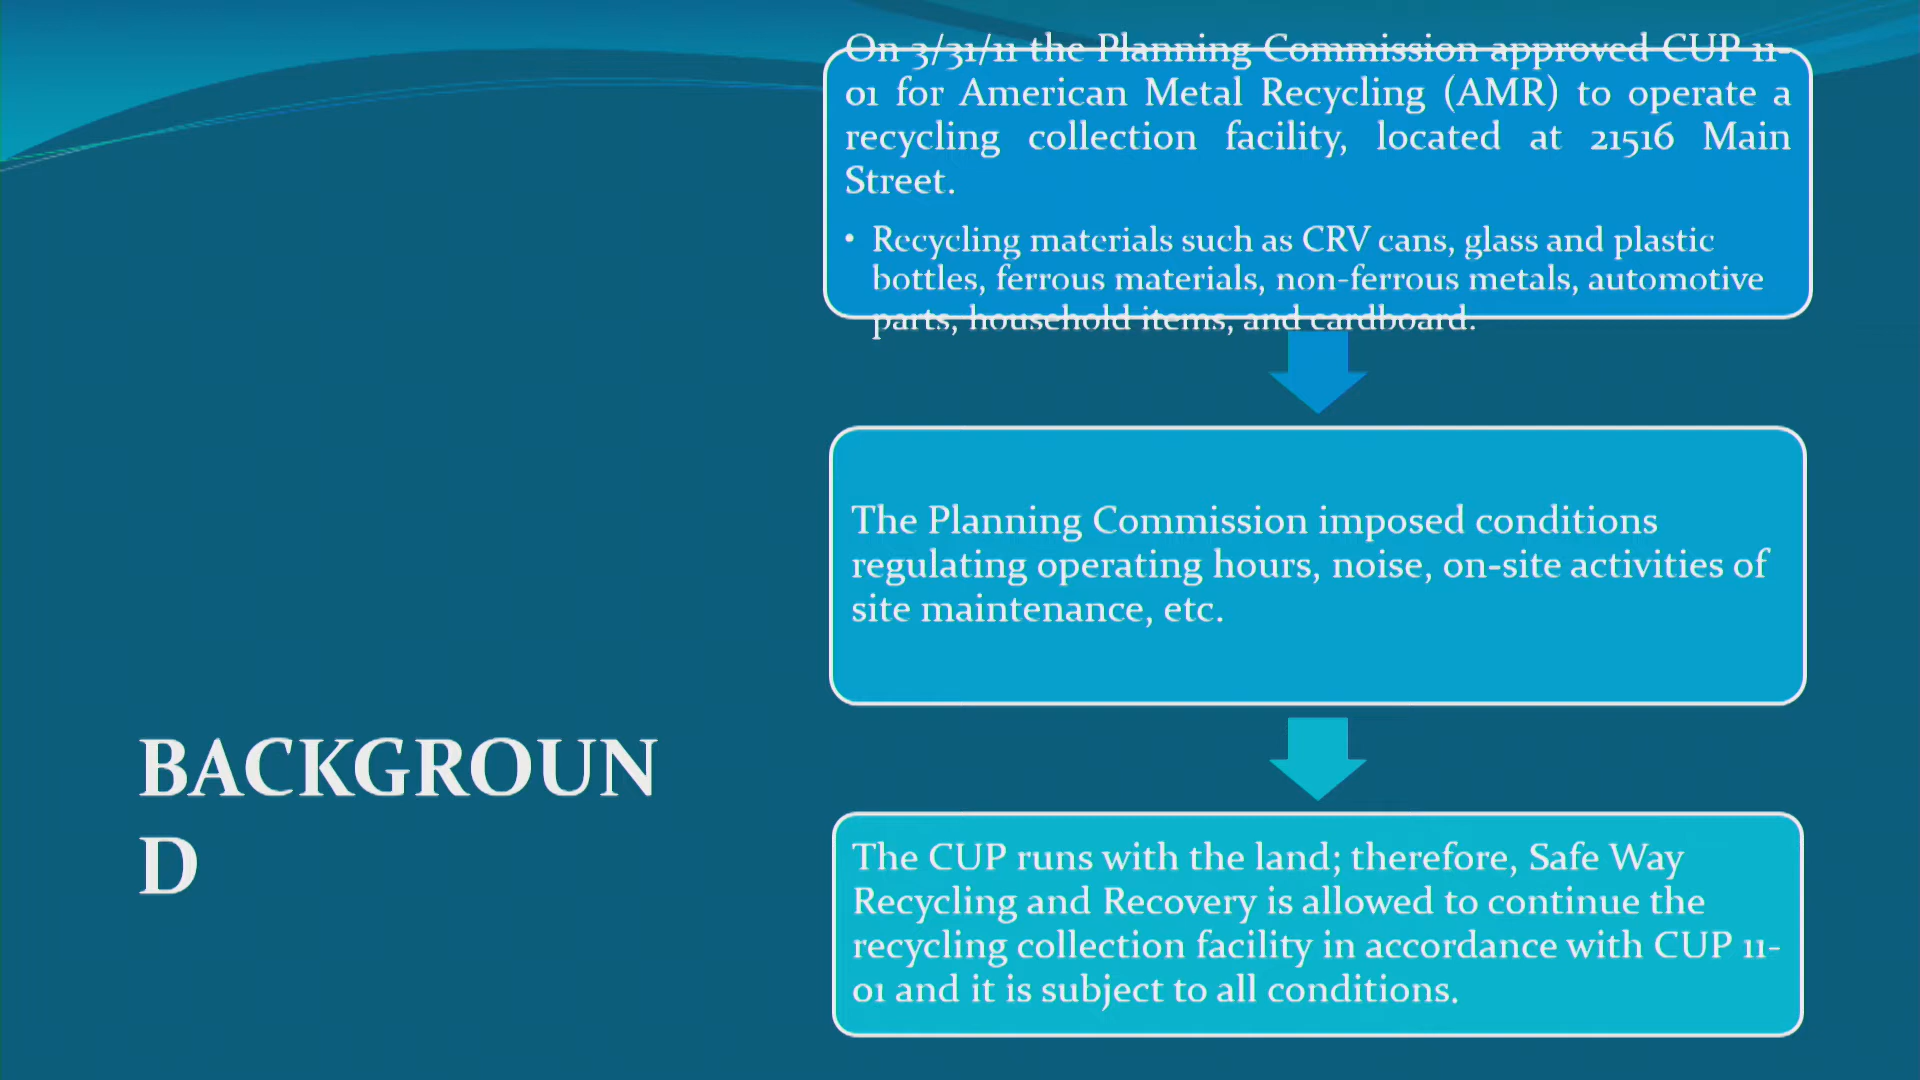 On 3/31/11 the Planning Commission approved CUP 11-
01 for American Metal Recycling (AMR) to operate a
recycling collection facility, located at 21516 Main
Street.
• Recycling materials such as CRV cans, glass and plastic
bottles, ferrous materials, non-ferrous metals, automotive
parts, household items, and cardboard.
The Planning Commission imposed conditions
regulating operating hours, noise, on-site activities of
site maintenance, etc.
BACKGROUN
D
The CUP runs with the land; therefore, Safe Way
Recycling and Recovery is allowed to continue the
recycling collection facility in accordance with CUP 11-
01 and it is subject to all conditions.